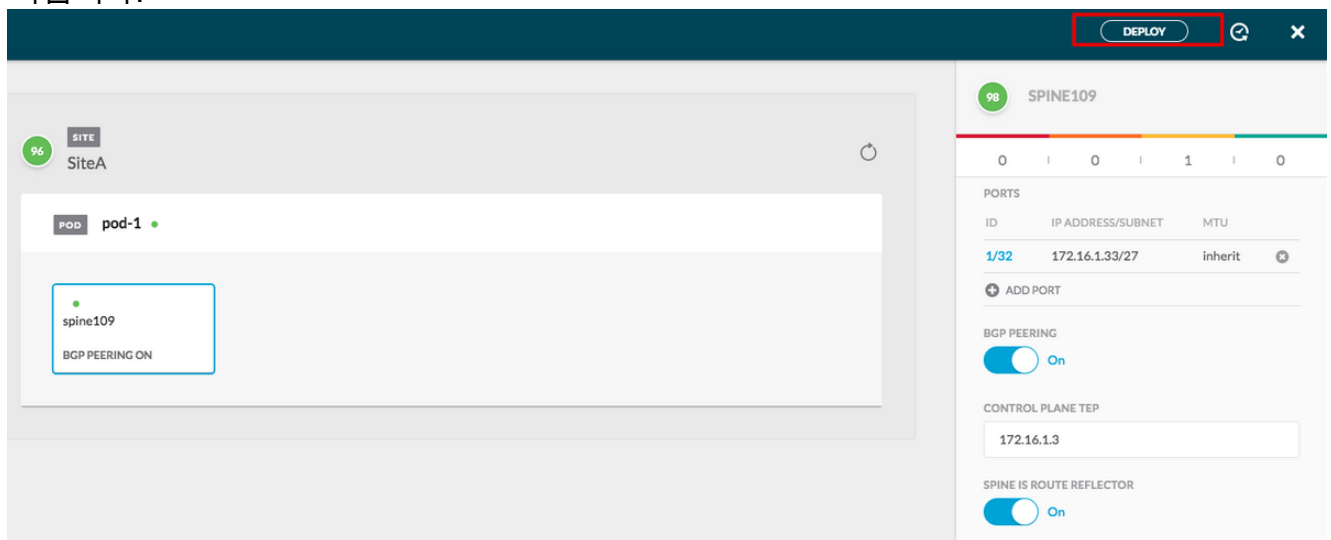 DEPLOY
98 SPINE109
96 SITE
SiteA
0 0 1 0
PORTS
ID IP ADDRESS/SUBNET MTU
1/32 172.16.1.33/27 inherit
ADD PORT
POD pod-1
spine109
BGP PEERING ON
BGP PEERING
On
CONTROL PLANE TEP
172.16.1.3
SPINE IS ROUTE REFLECTOR
On